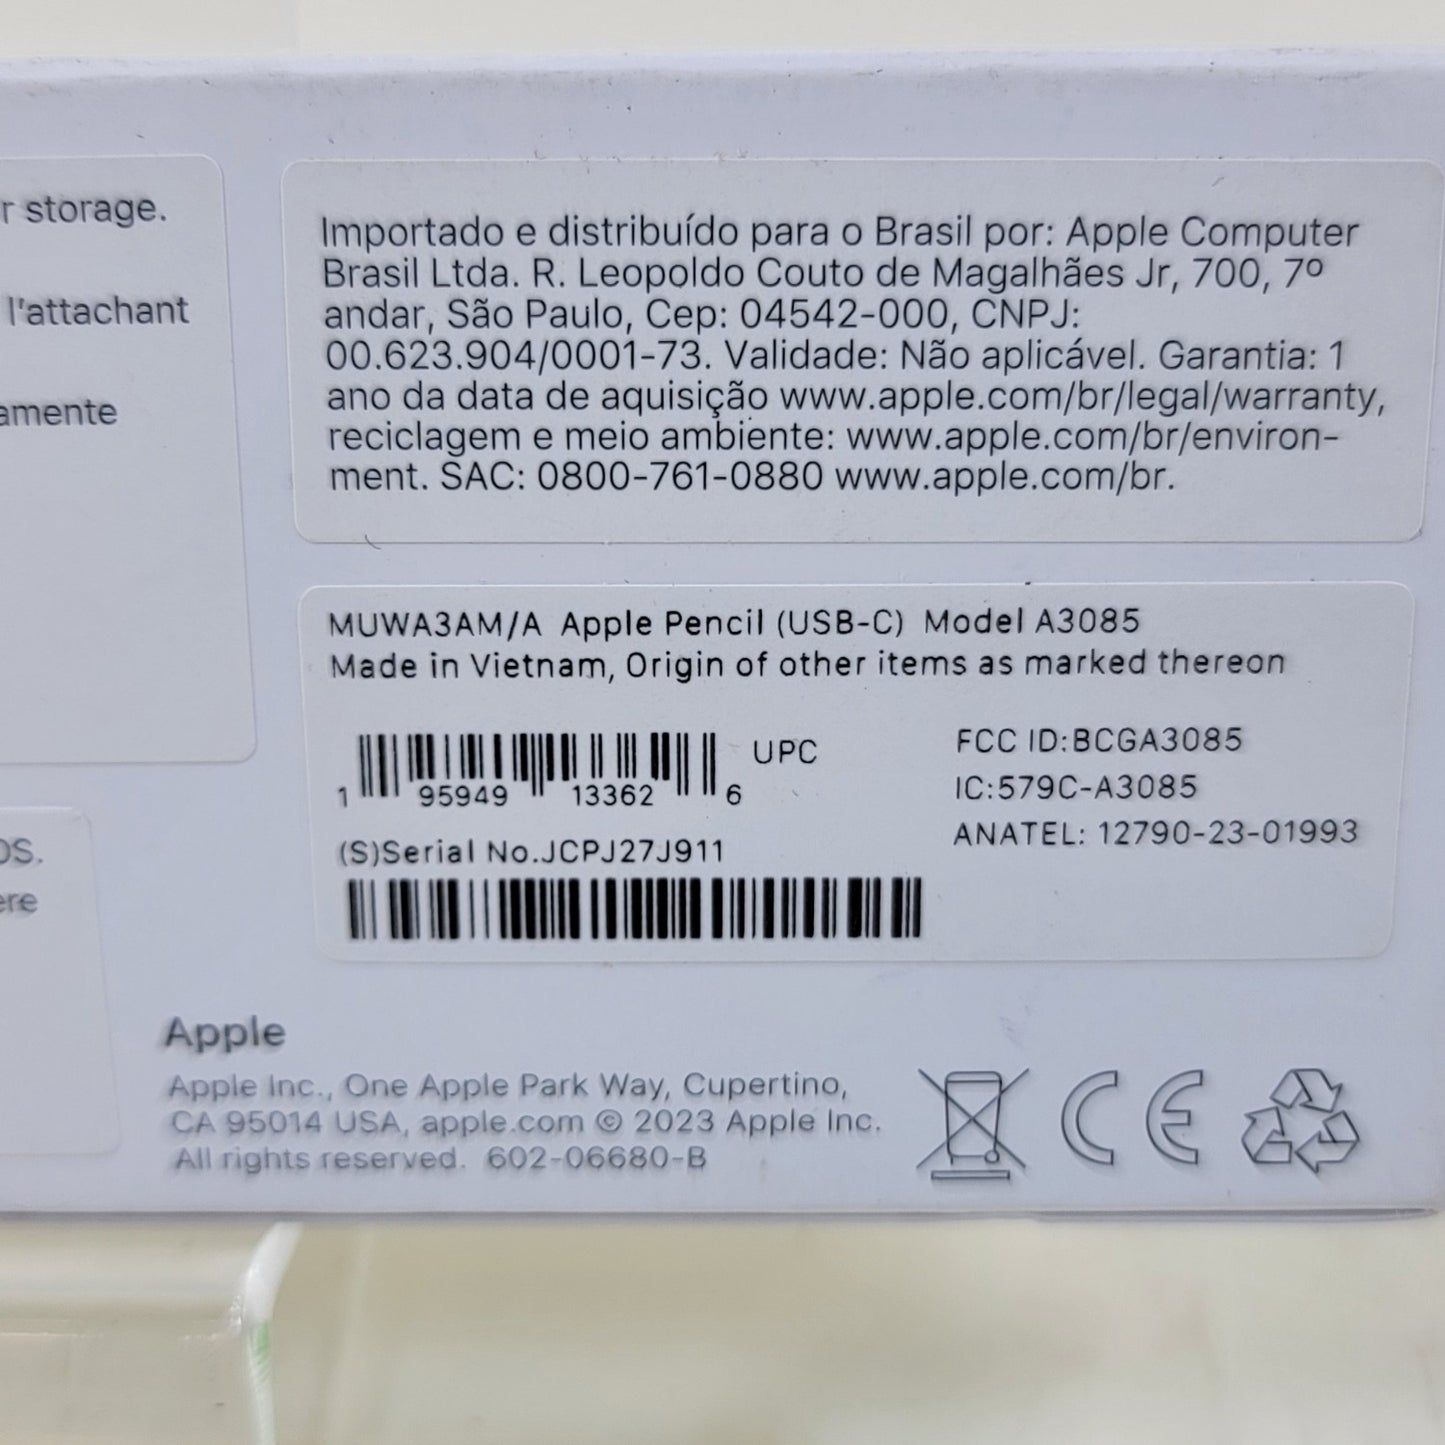 r storage.
l'attachant
amente
OS.
ere
Importado e distribuído para o Brasil por: Apple Computer
Brasil Ltda. R. Leopoldo Couto de Magalhães Jr, 700, 7º
andar, São Paulo, Cep: 04542-000, CNPJ:
00.623.904/0001-73. Validade: Não aplicável. Garantia: 1
ano da data de aquisição www.apple.com/br/legal/warranty,
reciclagem e meio ambiente: www.apple.com/br/environ-
ment. SAC: 0800-761-0880 www.apple.com/br.
MUWA3AM/A Apple Pencil (USB-C) Model A3085
Made in Vietnam, Origin of other items as marked thereon
UPC
1 95949 13362 6
(S)Serial No.JCPJ27J911
FCC ID:BCGA3085
IC:579C-A3085
ANATEL: 12790-23-01993
Apple
Apple Inc., One Apple Park Way, Cupertino,
CA 95014 USA, apple.com © 2023 Apple Inc.
All rights reserved. 602-06680-B
CE